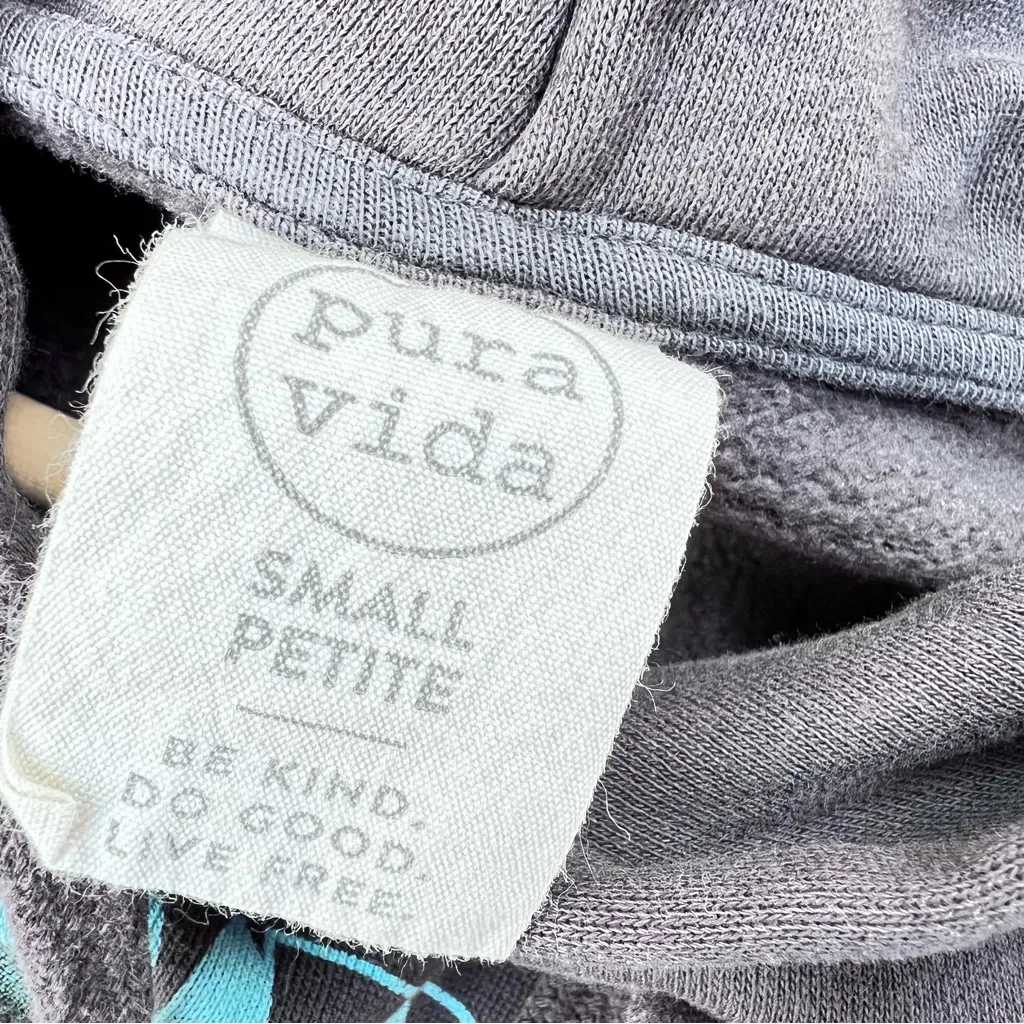 pura
vida
SMALL
PETITE
BE KIND.
DO GOOD.
LIVE FREE.